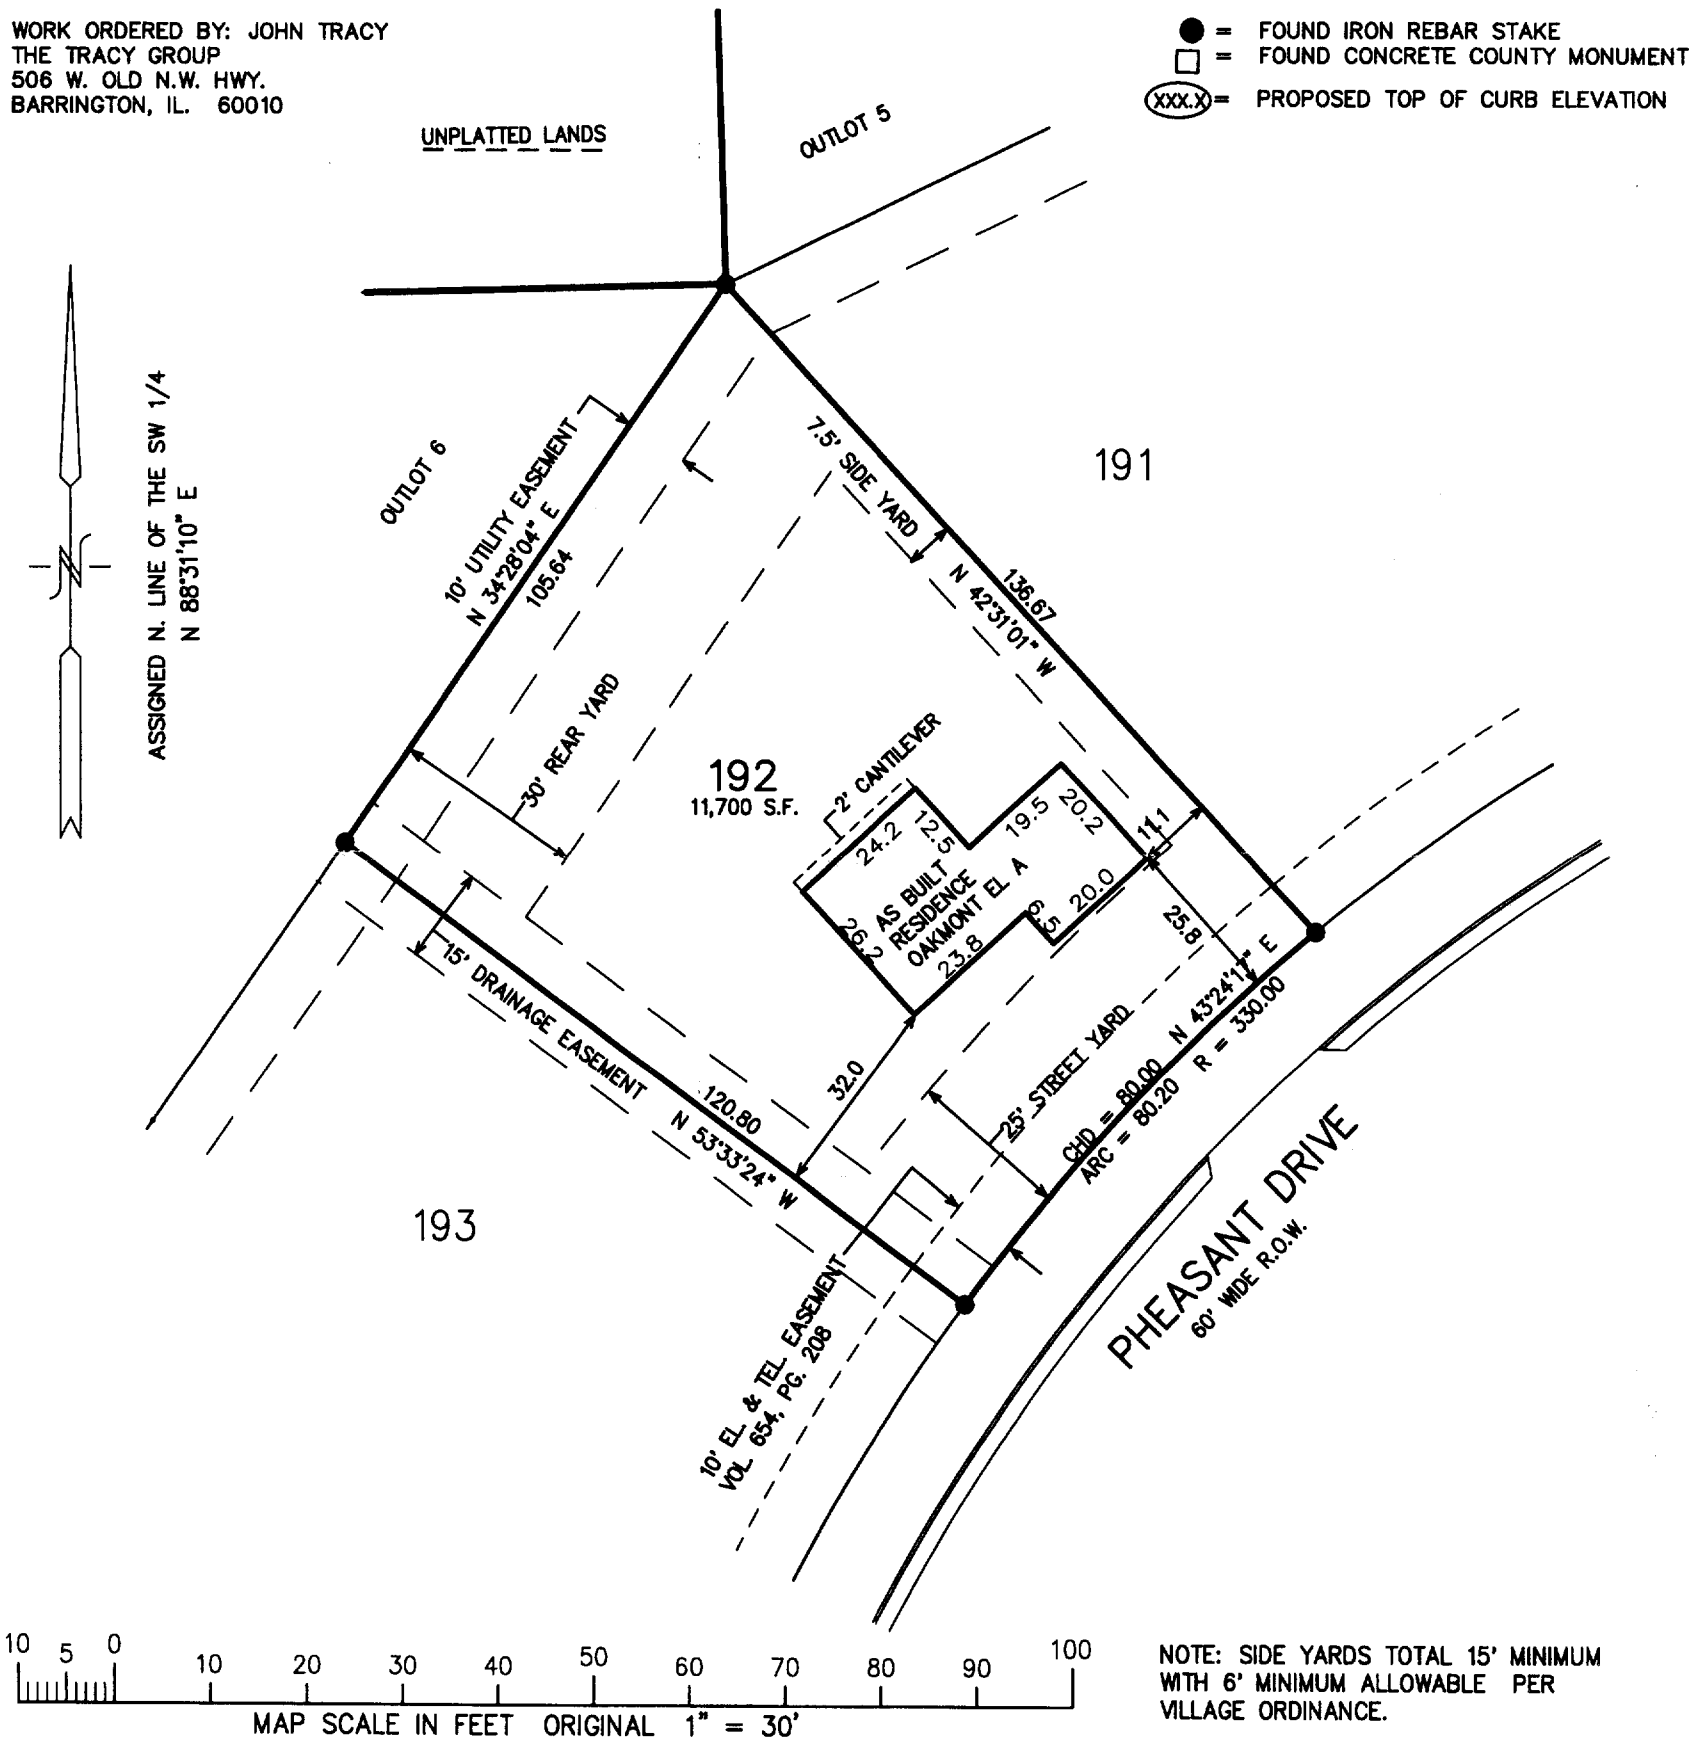 WORK ORDERED BY: JOHN TRACY
THE TRACY GROUP
506 W. OLD N.W. HWY.
BARRINGTON, IL. 60010
= FOUND IRON REBAR STAKE
= FOUND CONCRETE COUNTY MONUMENT
XXX.X = PROPOSED TOP OF CURB ELEVATION
UNPLATTED LANDS
OUTLOT 5
ASSIGNED N. LINE OF THE SW 1/4
N 88°31'10" E
N
OUTLOT 6
10' UTILITY EASEMENT
N 34°28'04" E
105.64
7.5' SIDE YARD
191
136.67
N 42°31'01" W
30' REAR YARD
192
11,700 S.F.
2' CANTILEVER
24.2
12.5
19.5
20.2
11.1
AS BUILT
RESIDENCE
OAKMONT EL A
26.2
23.8
6.5
20.0
25.8
32.0
15' DRAINAGE EASEMENT
120.80
N 53°33'24" W
25' STREET YARD
CHD = 80.00 N 43°24'17" E
ARC = 80.20 R = 330.00
193
10' EL. & TEL. EASEMENT
VOL. 654, PG. 208
PHEASANT DRIVE
60' WIDE R.O.W.
10 5 0 10 20 30 40 50 60 70 80 90 100
MAP SCALE IN FEET ORIGINAL 1" = 30'
NOTE: SIDE YARDS TOTAL 15' MINIMUM
WITH 6' MINIMUM ALLOWABLE PER
VILLAGE ORDINANCE.